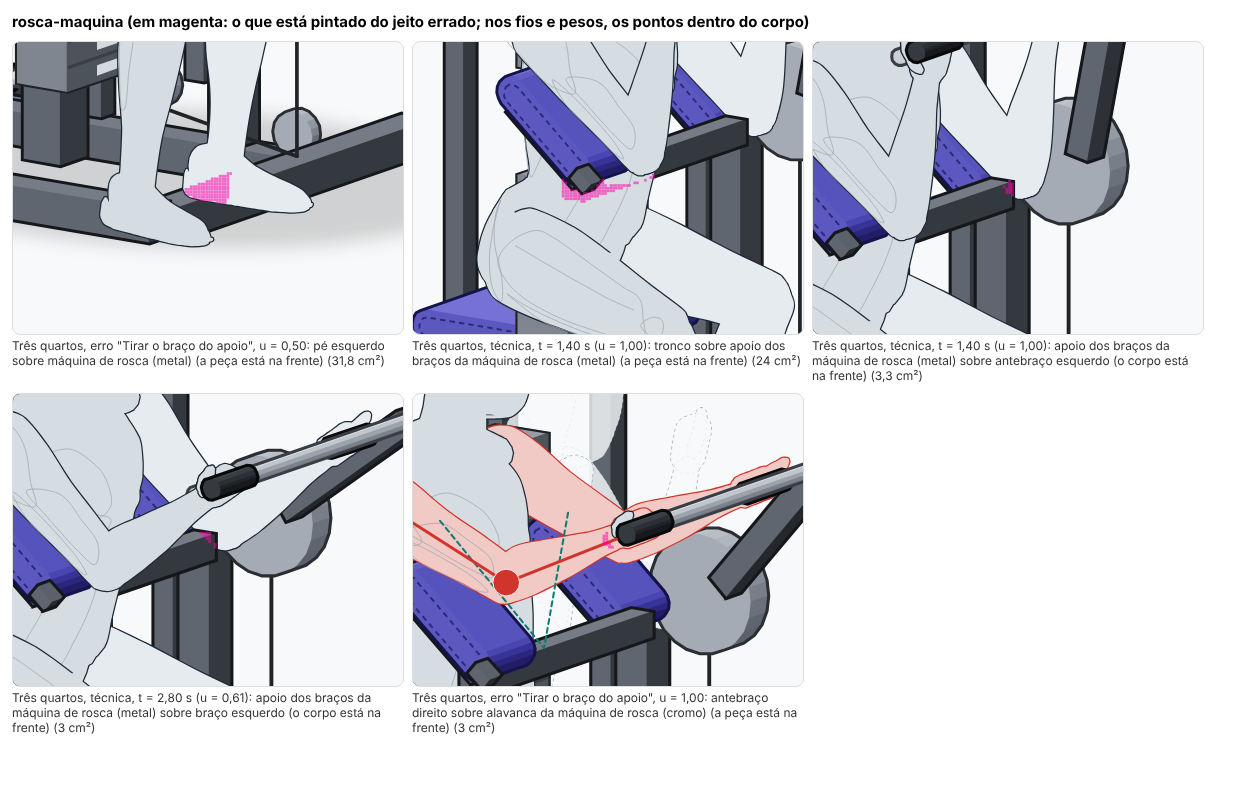 rosca-maquina (em magenta: o que está pintado do jeito errado; nos fios e pesos, os pontos dentro do corpo)
Três quartos, erro "Tirar o braço do apoio", u = 0,50: pé esquerdo
sobre máquina de rosca (metal) (a peça está na frente) (31,8 cm²)
Três quartos, técnica, t = 1,40 s (u = 1,00): tronco sobre apoio dos
braços da máquina de rosca (metal) (a peça está na frente) (24 cm²)
Três quartos, técnica, t = 1,40 s (u = 1,00): apoio dos braços da
máquina de rosca (metal) sobre antebraço esquerdo (o corpo está
na frente) (3,3 cm²)
Três quartos, técnica, t = 2,80 s (u = 0,61): apoio dos braços da
máquina de rosca (metal) sobre braço esquerdo (o corpo está na
frente) (3 cm²)
Três quartos, erro "Tirar o braço do apoio", u = 1,00: antebraço
direito sobre alavanca da máquina de rosca (cromo) (a peça está na
frente) (3 cm²)